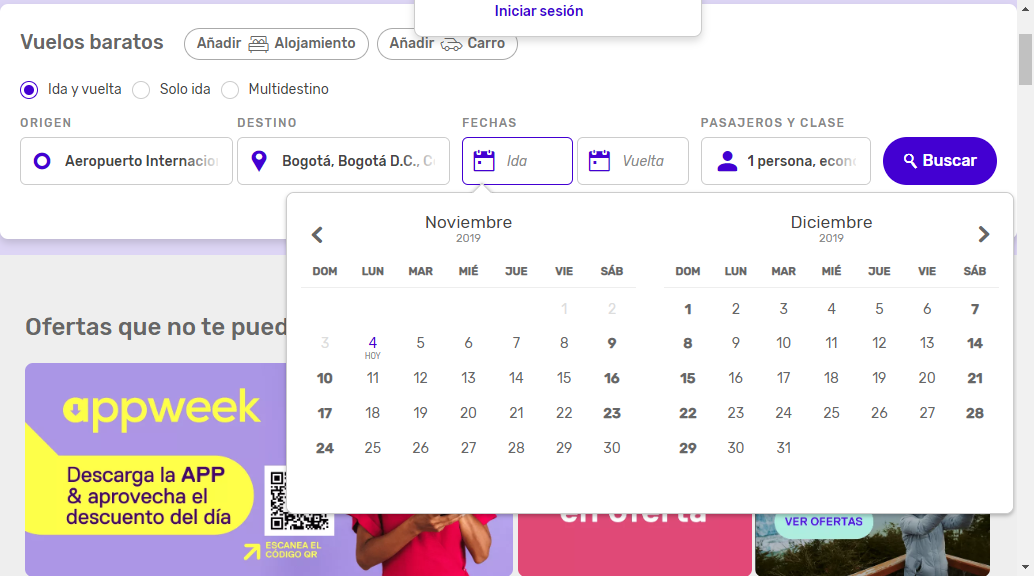 Iniciar sesión
Vuelos baratos
Añadir Alojamiento
Añadir Carro
Ida y vuelta
Solo ida
Multidestino
ORIGEN
DESTINO
FECHAS
PASAJEROS Y CLASE
Aeropuerto Internacio
Bogotá, Bogotá D.C., C
Ida
Vuelta
1 persona, econ
Buscar
Noviembre
2019
DOM LUN MAR MIÉ JUE VIE SÁB
1 2
3 4 5 6 7 8 9
HOY
10 11 12 13 14 15 16
17 18 19 20 21 22 23
24 25 26 27 28 29 30
Diciembre
2019
DOM LUN MAR MIÉ JUE VIE SÁB
1 2 3 4 5 6 7
8 9 10 11 12 13 14
15 16 17 18 19 20 21
22 23 24 25 26 27 28
29 30 31
Ofertas que no te pued
appweek
Descarga la APP
& aprovecha el
descuento del día
ESCANEA EL
CÓDIGO QR
en oferta
VER OFERTAS